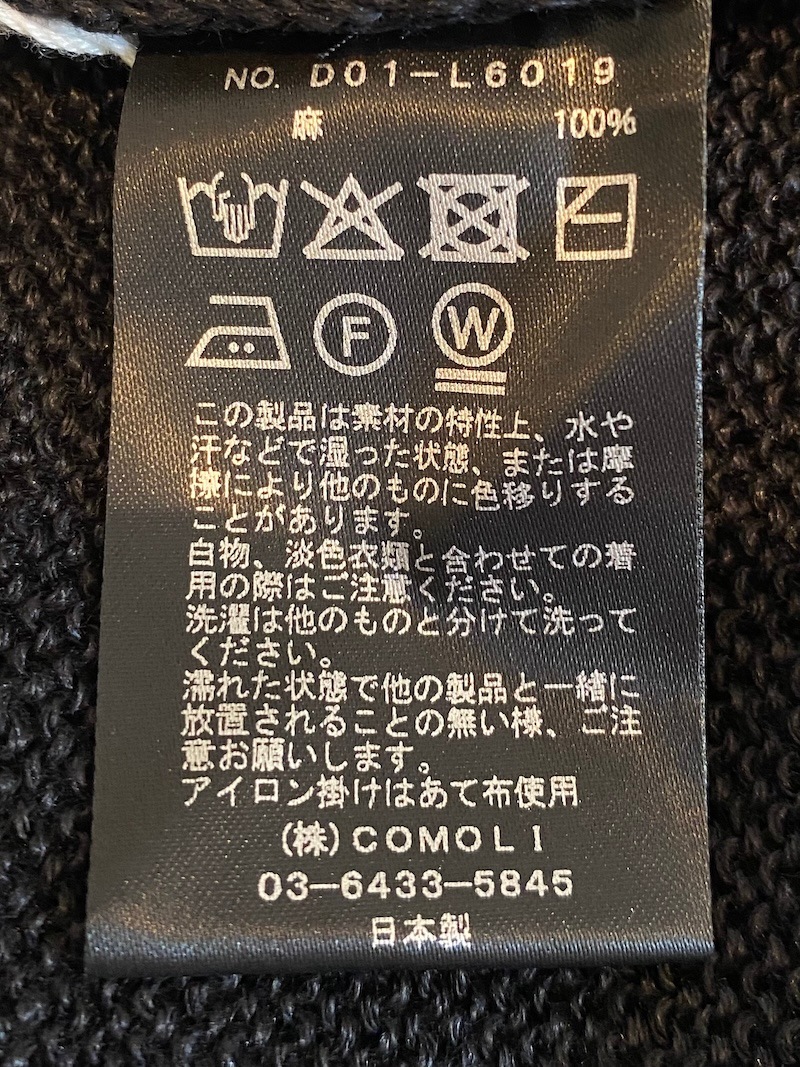 NO. D01-L6019
麻 100%
F W
この製品は素材の特性上、水や
汗などで湿った状態、または摩
擦により他のものに色移りする
ことがあります。
白物、淡色衣類と合わせての着
用の際はご注意ください。
洗濯は他のものと分けて洗って
ください。
濡れた状態で他の製品と一緒に
放置されることの無い様、ご注
意お願いします。
アイロン掛けはあて布使用
(株)COMOLI
03-6433-5845
日本製